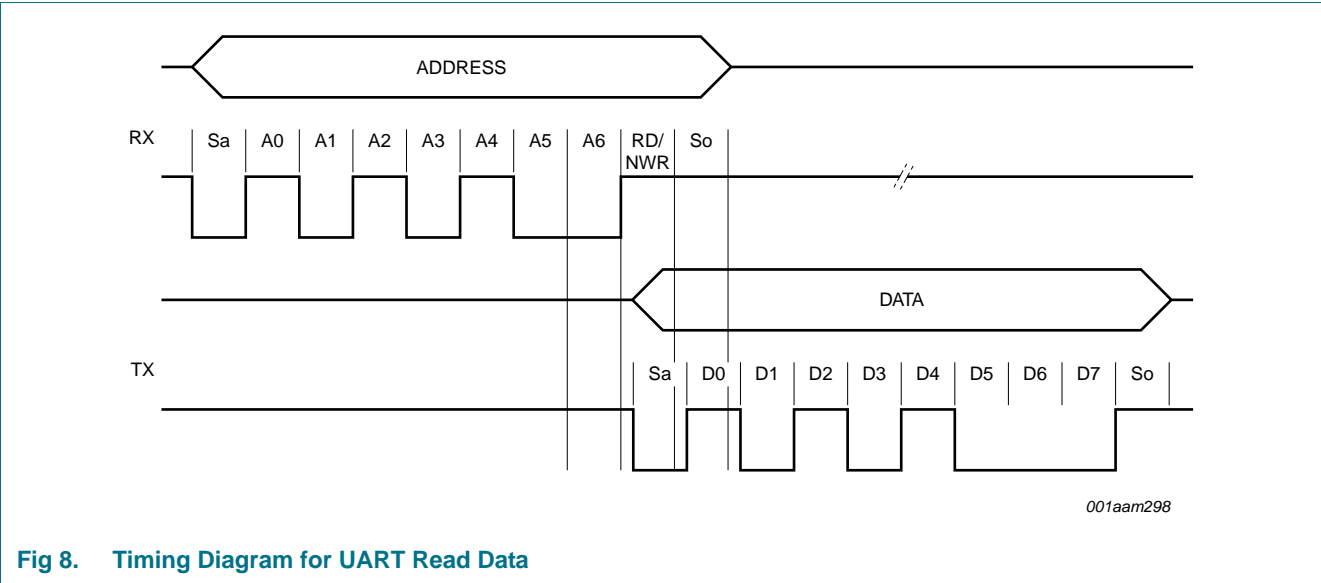 ADDRESS
RX Sa A0 A1 A2 A3 A4 A5 A6 RD/ So
NWR
DATA
TX Sa D0 D1 D2 D3 D4 D5 D6 D7 So
001aam298
Fig 8. Timing Diagram for UART Read Data